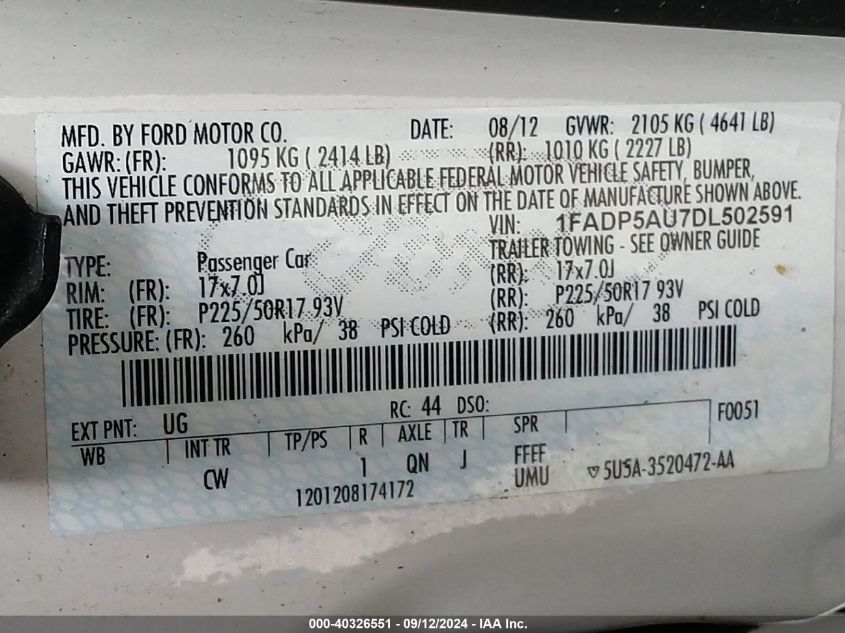 MFD. BY FORD MOTOR CO. DATE: 08/12 GVWR: 2105 KG ( 4641 LB)
GAWR: (FR): 1095 KG ( 2414 LB) (RR): 1010 KG ( 2227 LB)
THIS VEHICLE CONFORMS TO ALL APPLICABLE FEDERAL MOTOR VEHICLE SAFETY, BUMPER,
AND THEFT PREVENTION STANDARDS IN EFFECT ON THE DATE OF MANUFACTURE SHOWN ABOVE.
VIN: 1FADP5AU7DL502591
TYPE: Passenger Car TRAILER TOWING - SEE OWNER GUIDE
RIM: (FR): 17x7.0J (RR): 17x7.0J
TIRE: (FR): P225/50R17 93V (RR): P225/50R17 93V
PRESSURE: (FR): 260 kPa/ 38 PSI COLD (RR): 260 kPa/ 38 PSI COLD
EXT PNT: UG RC: 44 DSO: F0051
WB INT TR TP/PS R AXLE TR SPR
CW 1 QN J FFFF
UMU 5U5A-3520472-AA
1201208174172
000-40326551 - 09/12/2024 - IAA Inc.